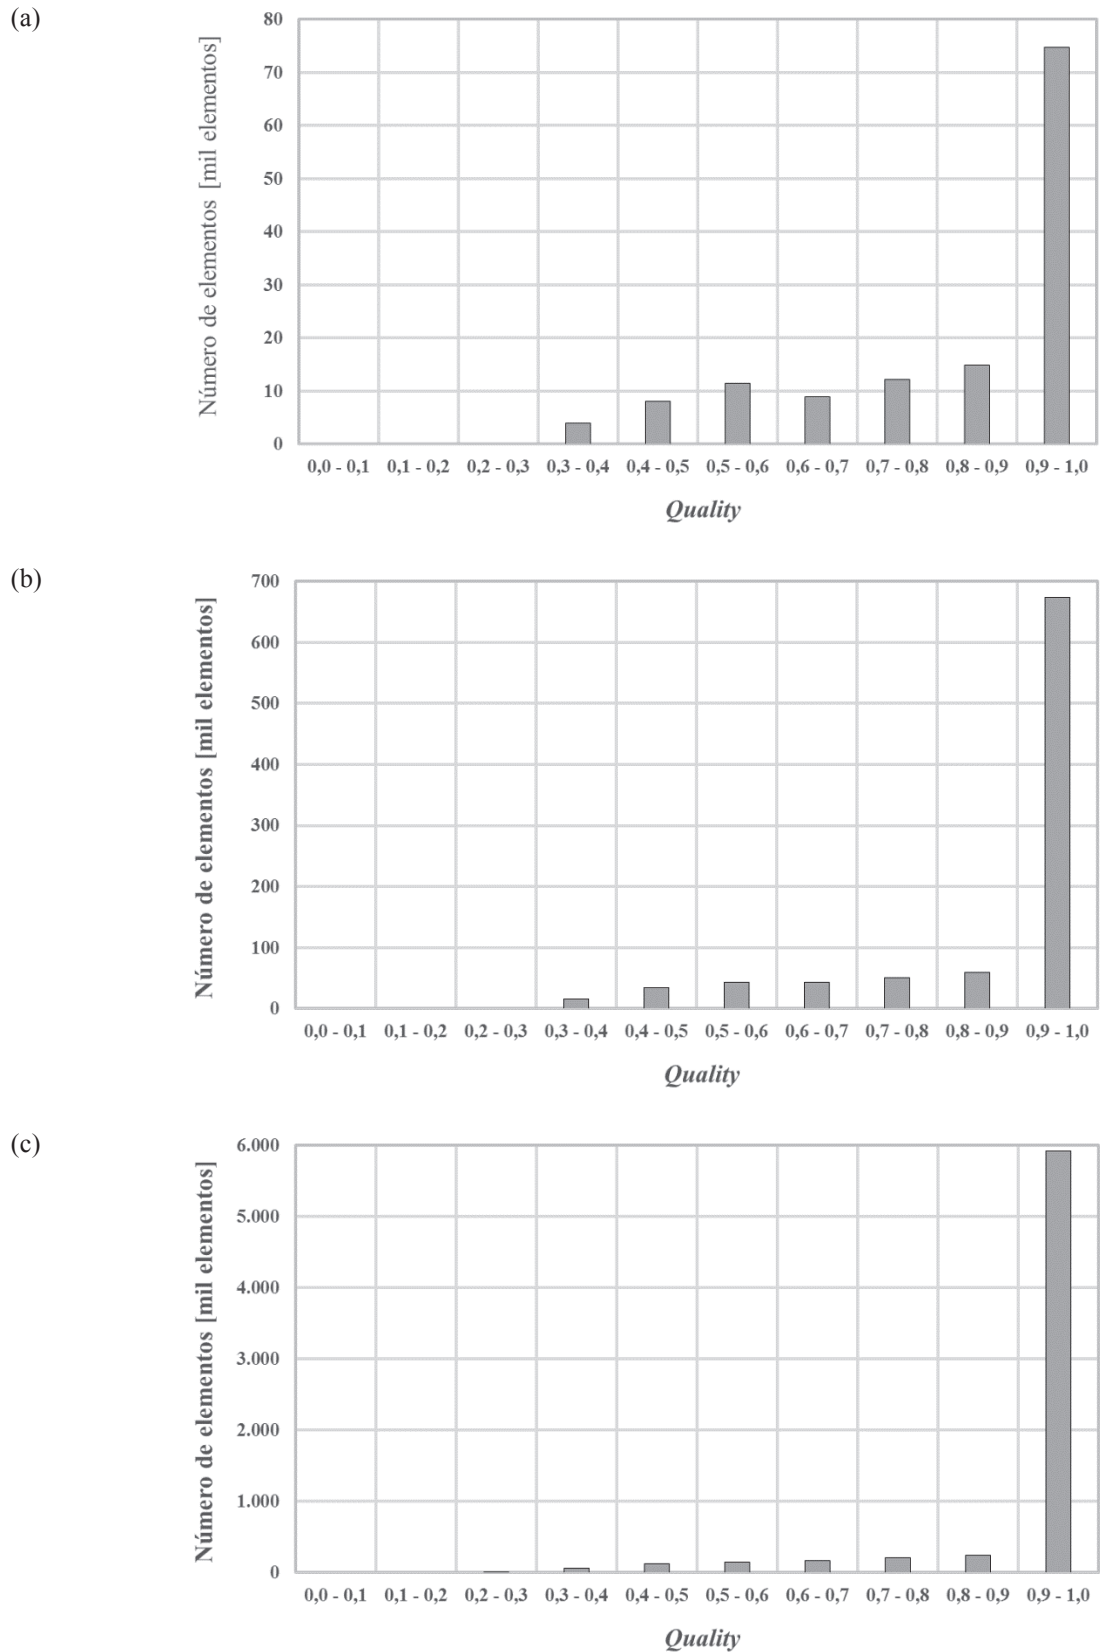 (a)
Número de elementos [mil elementos]
80
70
60
50
40
30
20
10
0
0,0 - 0,1 0,1 - 0,2 0,2 - 0,3 0,3 - 0,4 0,4 - 0,5 0,5 - 0,6 0,6 - 0,7 0,7 - 0,8 0,8 - 0,9 0,9 - 1,0
Quality
(b)
Número de elementos [mil elementos]
700
600
500
400
300
200
100
0
0,0 - 0,1 0,1 - 0,2 0,2 - 0,3 0,3 - 0,4 0,4 - 0,5 0,5 - 0,6 0,6 - 0,7 0,7 - 0,8 0,8 - 0,9 0,9 - 1,0
Quality
(c)
Número de elementos [mil elementos]
6.000
5.000
4.000
3.000
2.000
1.000
0
0,0 - 0,1 0,1 - 0,2 0,2 - 0,3 0,3 - 0,4 0,4 - 0,5 0,5 - 0,6 0,6 - 0,7 0,7 - 0,8 0,8 - 0,9 0,9 - 1,0
Quality